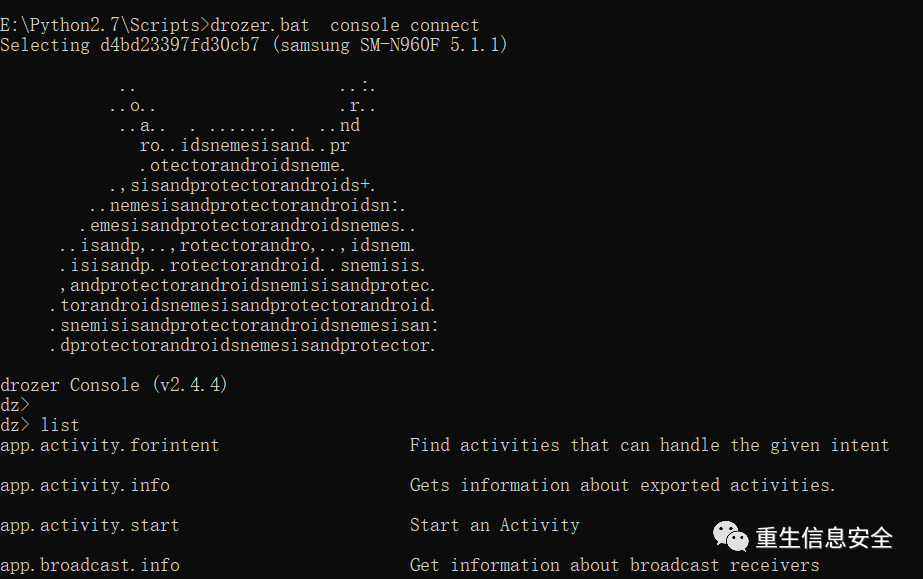 E:\Python2.7\Scripts>drozer.bat  console connect
Selecting d4bd23397fd30cb7 (samsung SM-N960F 5.1.1)
..                    ..:.
..o..                   .r..
..a..  . ....... .  ..nd
ro..idsnemesisand..pr
.otectorandroidsneme.
.,sisandprotectorandroids+.
..nemesisandprotectorandroidsn:.
.emesisandprotectorandroidsnemes..
..isandp,..,rotectorandro,..,idsnem.
.isisandp..rotectorandroid..snemisis.
,andprotectorandroidsnemisisandprotec.
.torandroidsnemesisandprotectorandroid.
.snemisisandprotectorandroidsnemesisan:
.dprotectorandroidsnemesisandprotector.
drozer Console (v2.4.4)
dz>
dz> list
app.activity.forintent                   Find activities that can handle the given intent
app.activity.info                        Gets information about exported activities.
app.activity.start                       Start an Activity
重生信息安全
app.broadcast.info                       Get information about broadcast receivers